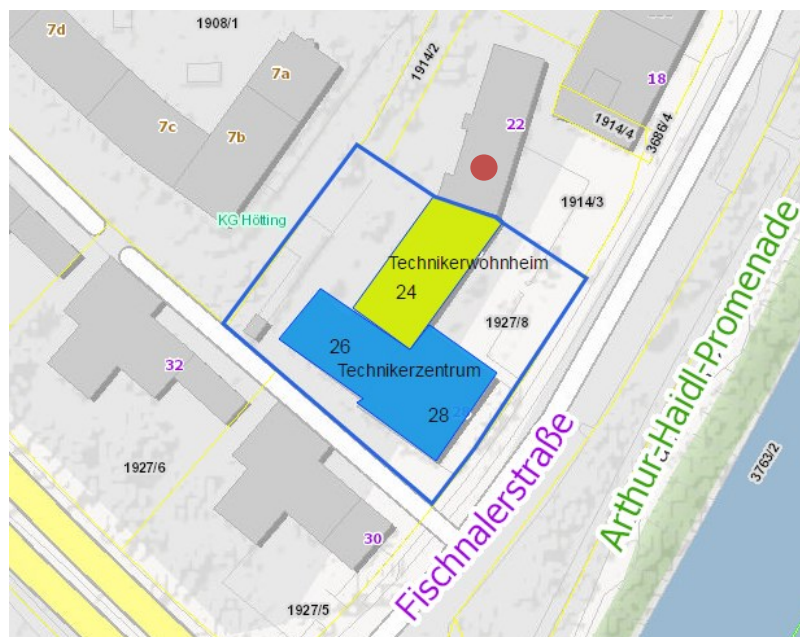 7d
1908/1
7a
7c
7b
1914/2
22
18
1914/4
3686/4
1914/3
KG Hötting
Technikerwohnheim
24
1927/8
26
Technikerzentrum
28
32
1927/6
30
1927/5
Fischnalerstraße
Arthur-Haidl-Promenade
3763/2